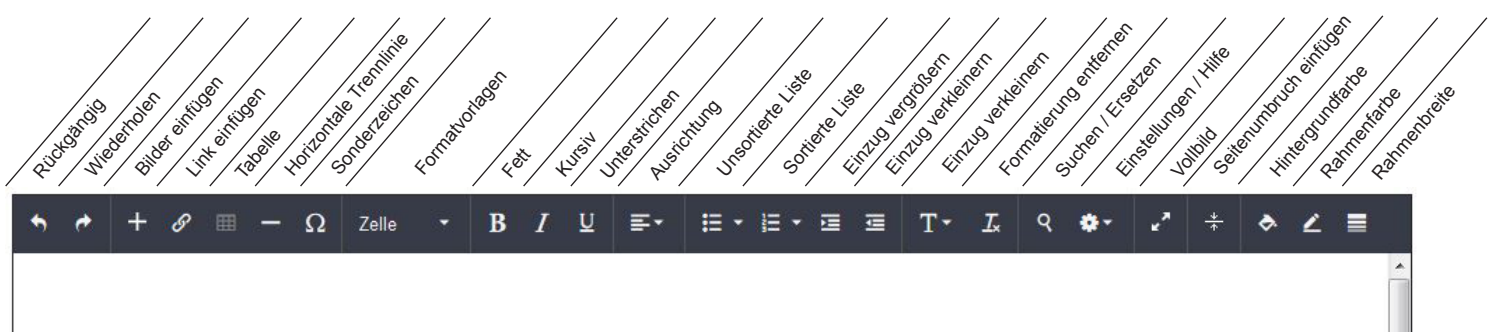 Rückgängig
Wiederholen
Bilder einfügen
Link einfügen
Tabelle
Horizontale Trennlinie
Sonderzeichen
Formatvorlagen
Fett
Kursiv
Unterstrichen
Ausrichtung
Unsortierte Liste
Sortierte Liste
Einzug vergrößern
Einzug verkleinern
Einzug verkleinern
Formatierung entfernen
Suchen / Ersetzen
Einstellungen / Hilfe
Vollbild
Seitenumbruch einfügen
Hintergrundfarbe
Rahmenfarbe
Rahmenbreite
Ω Zelle B I U T Tx